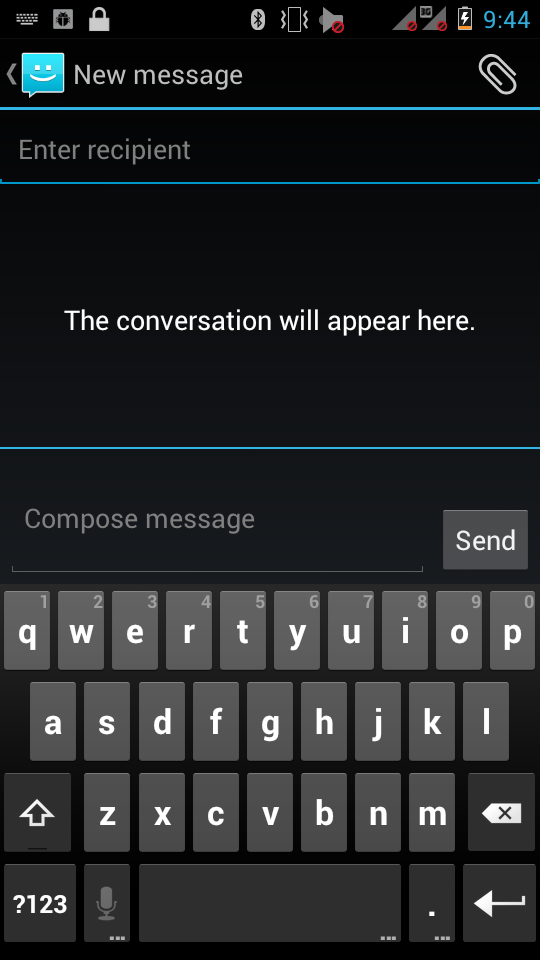 3G 9:44
New message
Enter recipient
The conversation will appear here.
Compose message
Send
1 2 3 4 5 6 7 8 9 0
q w e r t y u i o p
a s d f g h j k l
z x c v b n m
?123 .